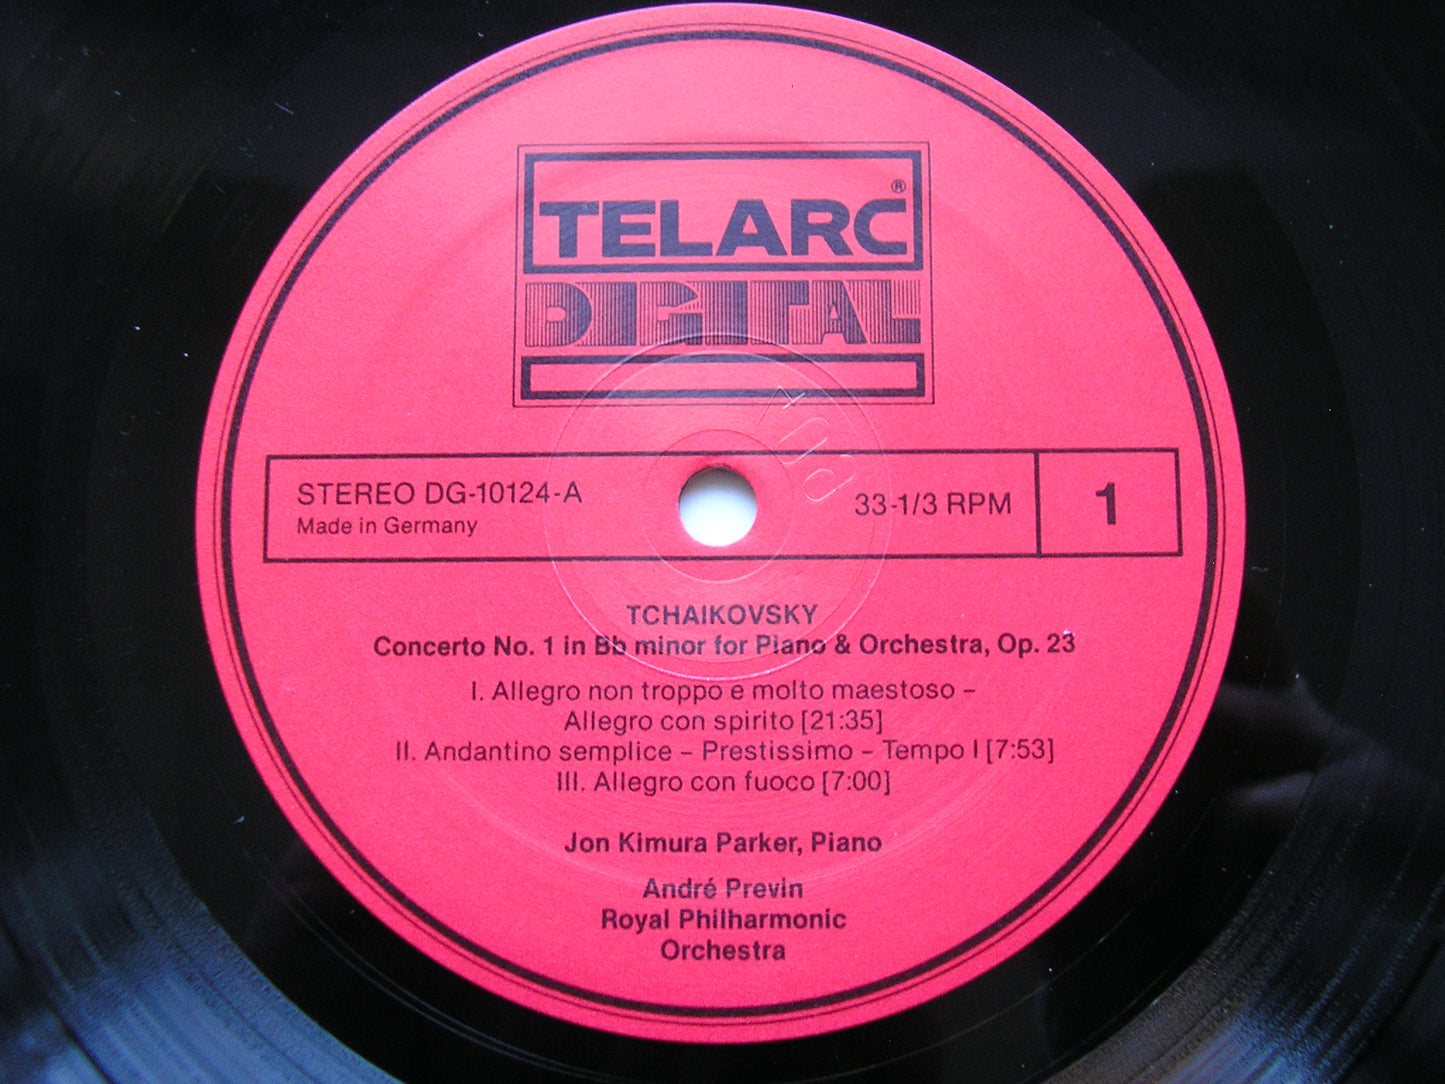 TELARC®
DIGITAL
STEREO DG-10124-A
Made in Germany
33-1/3 RPM
1
TCHAIKOVSKY
Concerto No. 1 in Bb minor for Piano & Orchestra, Op. 23
I. Allegro non troppo e molto maestoso –
Allegro con spirito [21:35]
II. Andantino semplice – Prestissimo – Tempo I [7:53]
III. Allegro con fuoco [7:00]
Jon Kimura Parker, Piano
André Previn
Royal Philharmonic
Orchestra